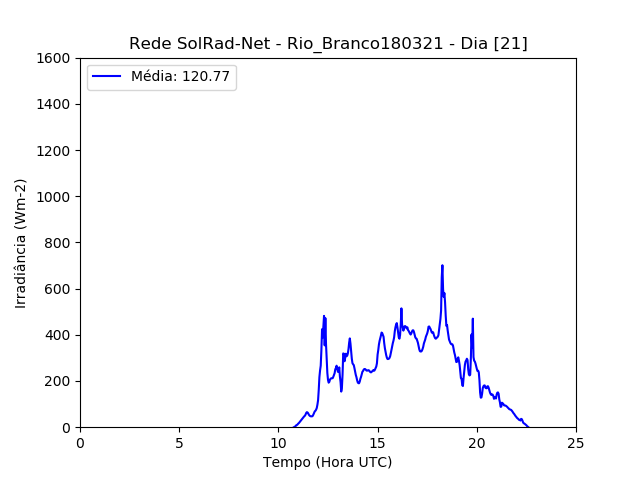 Rede SolRad-Net - Rio_Branco180321 - Dia [21]
Média: 120.77
Irradiância (Wm-2)
1600
1400
1200
1000
800
600
400
200
0
0 5 10 15 20 25
Tempo (Hora UTC)